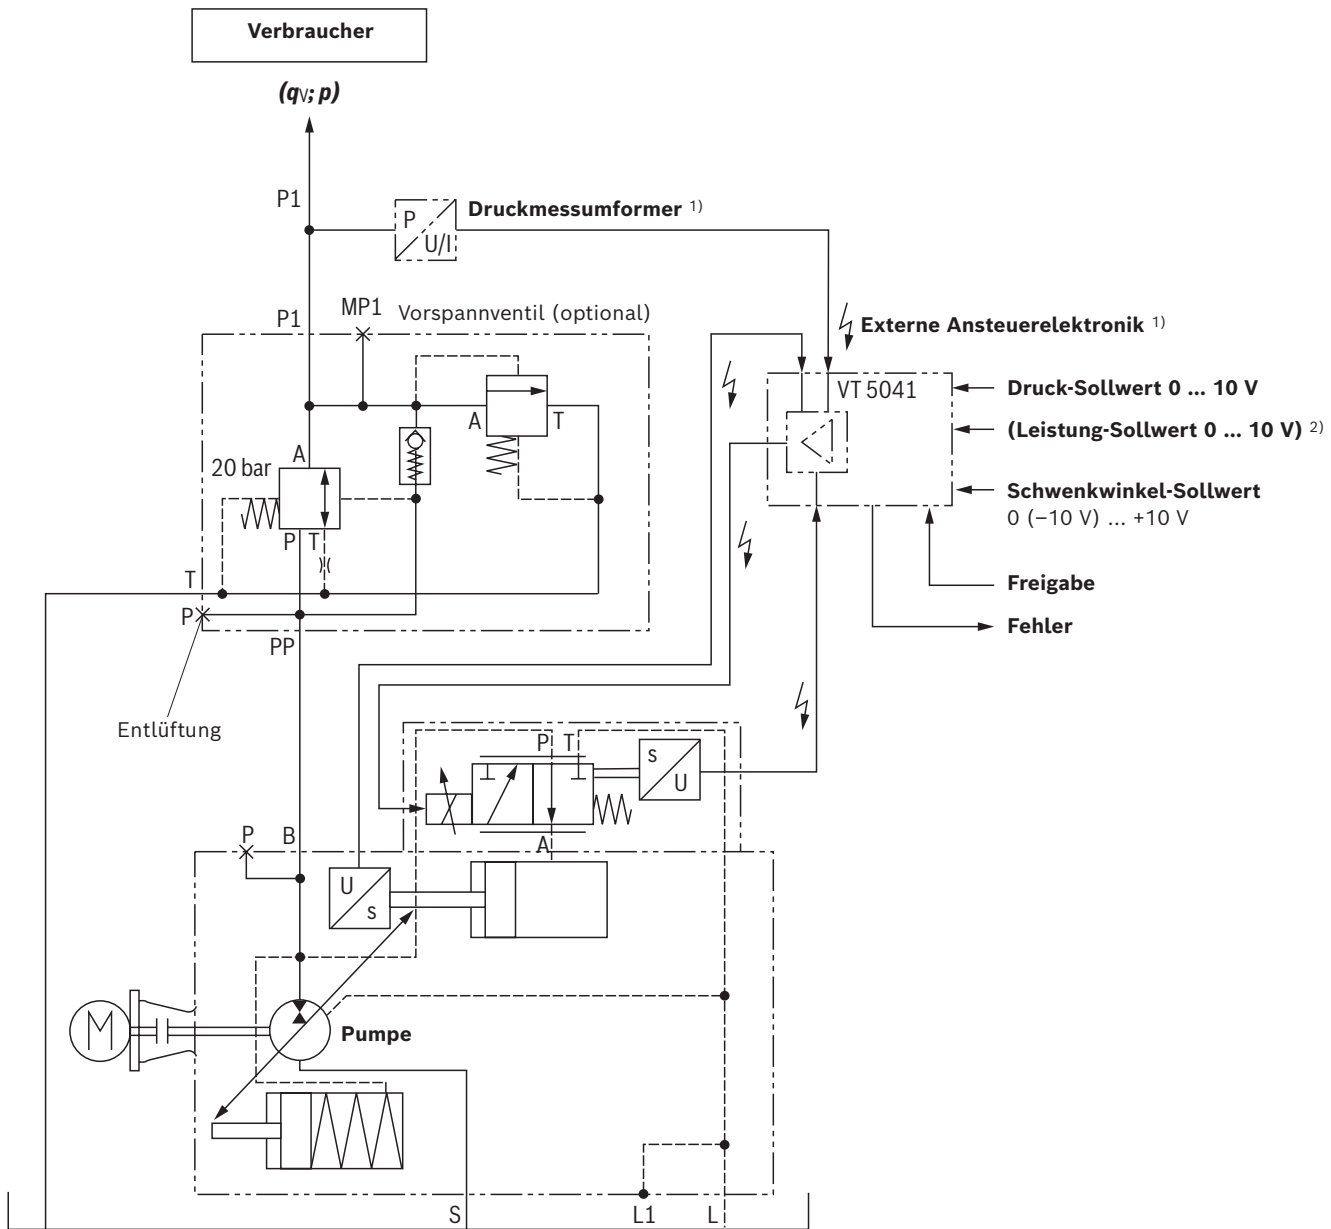 Verbraucher
(qV; p)
P1
P
U/I
Druckmessumformer 1)
P1
MP1
Vorspannventil (optional)
Externe Ansteuerelektronik 1)
VT 5041
Druck-Sollwert 0 ... 10 V
(Leistung-Sollwert 0 ... 10 V) 2)
Schwenkwinkel-Sollwert
0 (–10 V) ... +10 V
Freigabe
Fehler
A
T
A
20 bar
P T
T
P
PP
Entlüftung
P T
s
U
A
P
B
U
s
M
Pumpe
S
L1
L